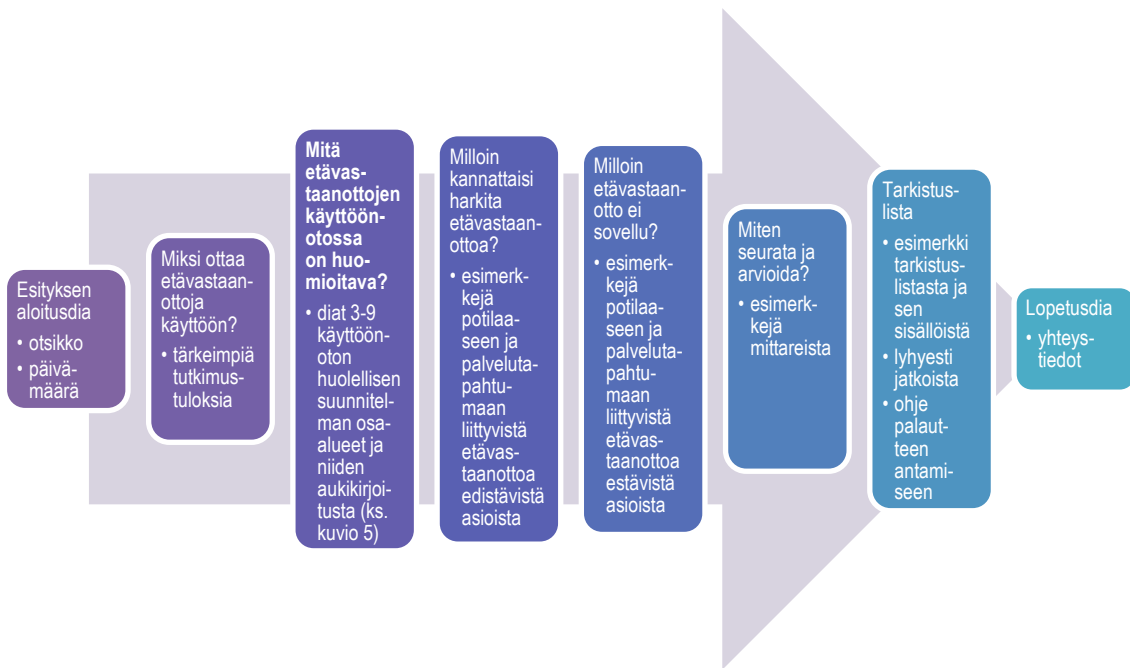 Esityksen
aloitusdia
• otsikko
• päivä-
määrä
Miksi ottaa
etävastaan-
ottoja
käyttöön?
• tärkeimpiä
tutkimus-
tuloksia
Mitä
etävas-
taanottojen
käyttöön-
otossa
on huo-
mioitava?
• diat 3-9
käyttöön-
oton
huolellisen
suunnitel-
man osa-
alueet ja
niiden
aukikirjoi-
tusta (ks.
kuvio 5)
Milloin
kannattaisi
harkita
etävastaan-
ottoa?
• esimerk-
kejä
potilaa-
seen ja
palveluta-
pahtu-
maan
liittyvistä
etävas-
taanottoa
edistävistä
asioista
Milloin
etävastaan-
otto ei
sovellu?
• esimerk-
kejä
potilaa-
seen ja
palveluta-
pahtu-
maan
liittyvistä
etävas-
taanottoa
estävistä
asioista
Miten
seurata ja
arvioida?
• esimerk-
kejä
mittareista
Tarkistus-
lista
• esimerkki
tarkistus-
listasta ja
sen
sisällöistä
• lyhyesti
jatkoista
• ohje
palaut-
teen
antami-
seen
Lopetusdia
• yhteys-
tiedot